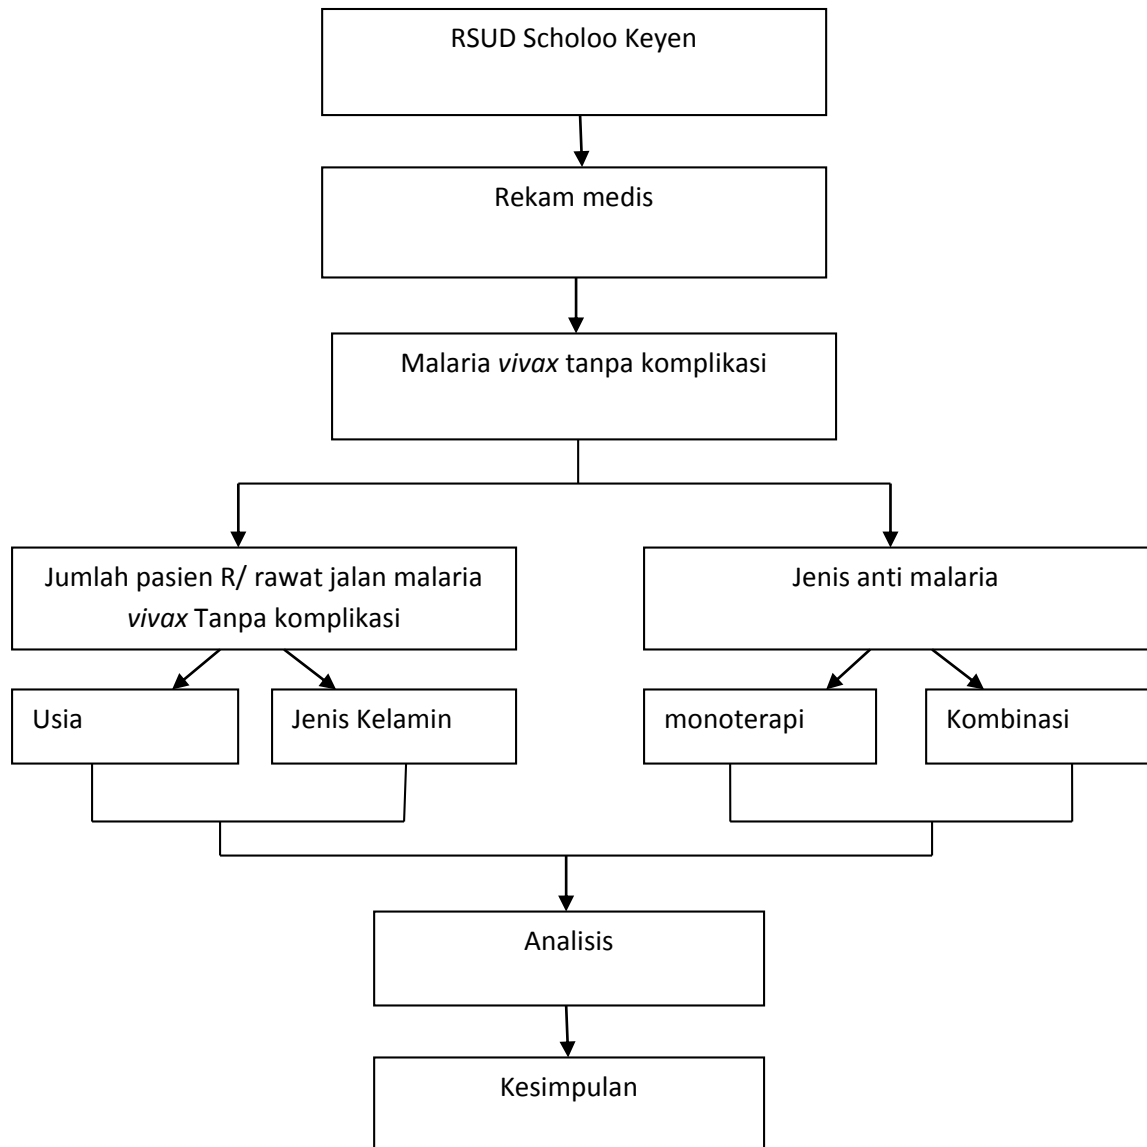 RSUD Scholoo Keyen
Rekam medis
Malaria vivax tanpa komplikasi
Jumlah pasien R/ rawat jalan malaria
vivax Tanpa komplikasi
Jenis anti malaria
Usia
Jenis Kelamin
monoterapi
Kombinasi
Analisis
Kesimpulan